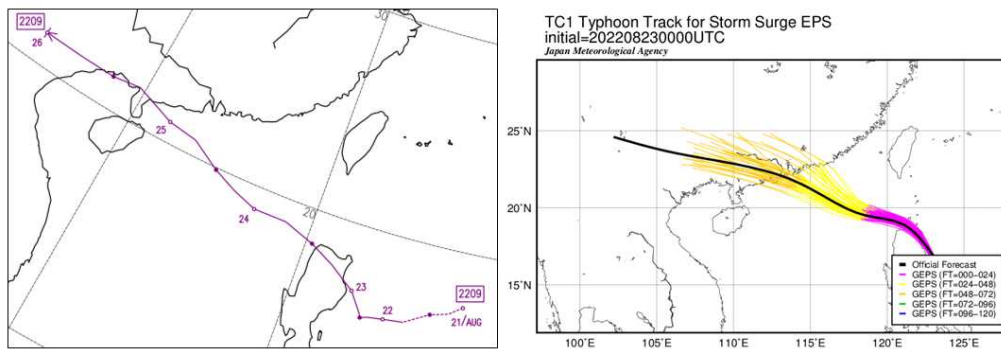 2209
26
30
25
24
20
23
22
2209
21/AUG
TC1 Typhoon Track for Storm Surge EPS
initial=202208230000UTC
Japan Meteorological Agency
25°N
20°N
15°N
100°E
105°E
110°E
115°E
120°E
125°E
Official Forecast
GEPS (FT=000-024)
GEPS (FT=024-048)
GEPS (FT=048-072)
GEPS (FT=072-096)
GEPS (FT=096-120)